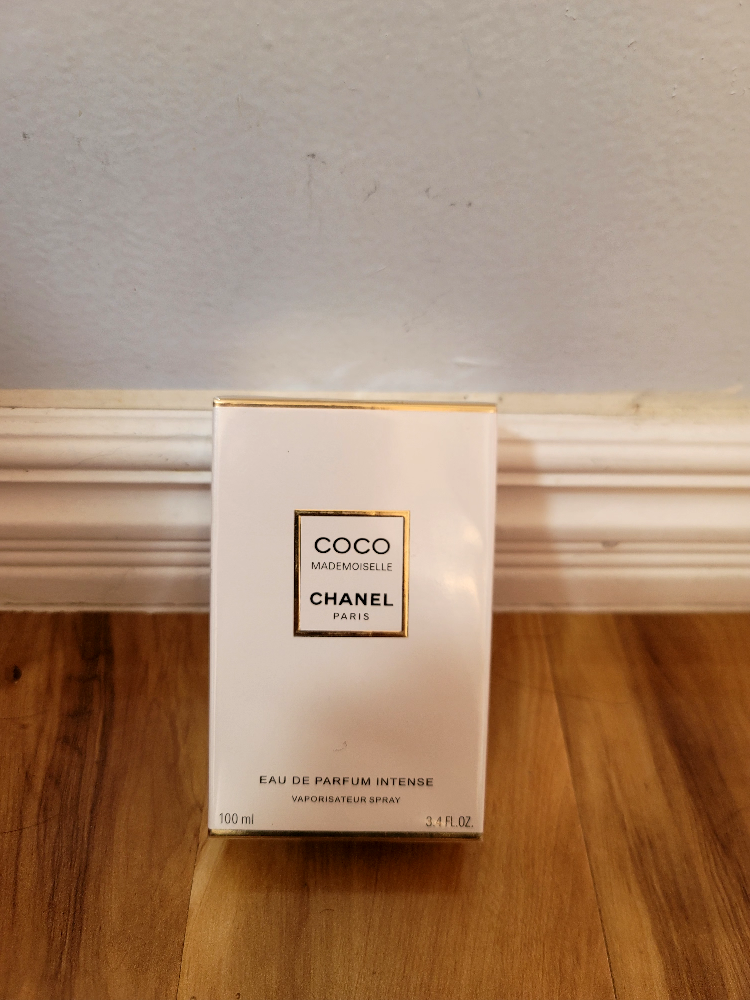 COCO
MADEMOISELLE
CHANEL
PARIS
EAU DE PARFUM INTENSE
VAPORISATEUR SPRAY
100 ml 3.4 FL.OZ.